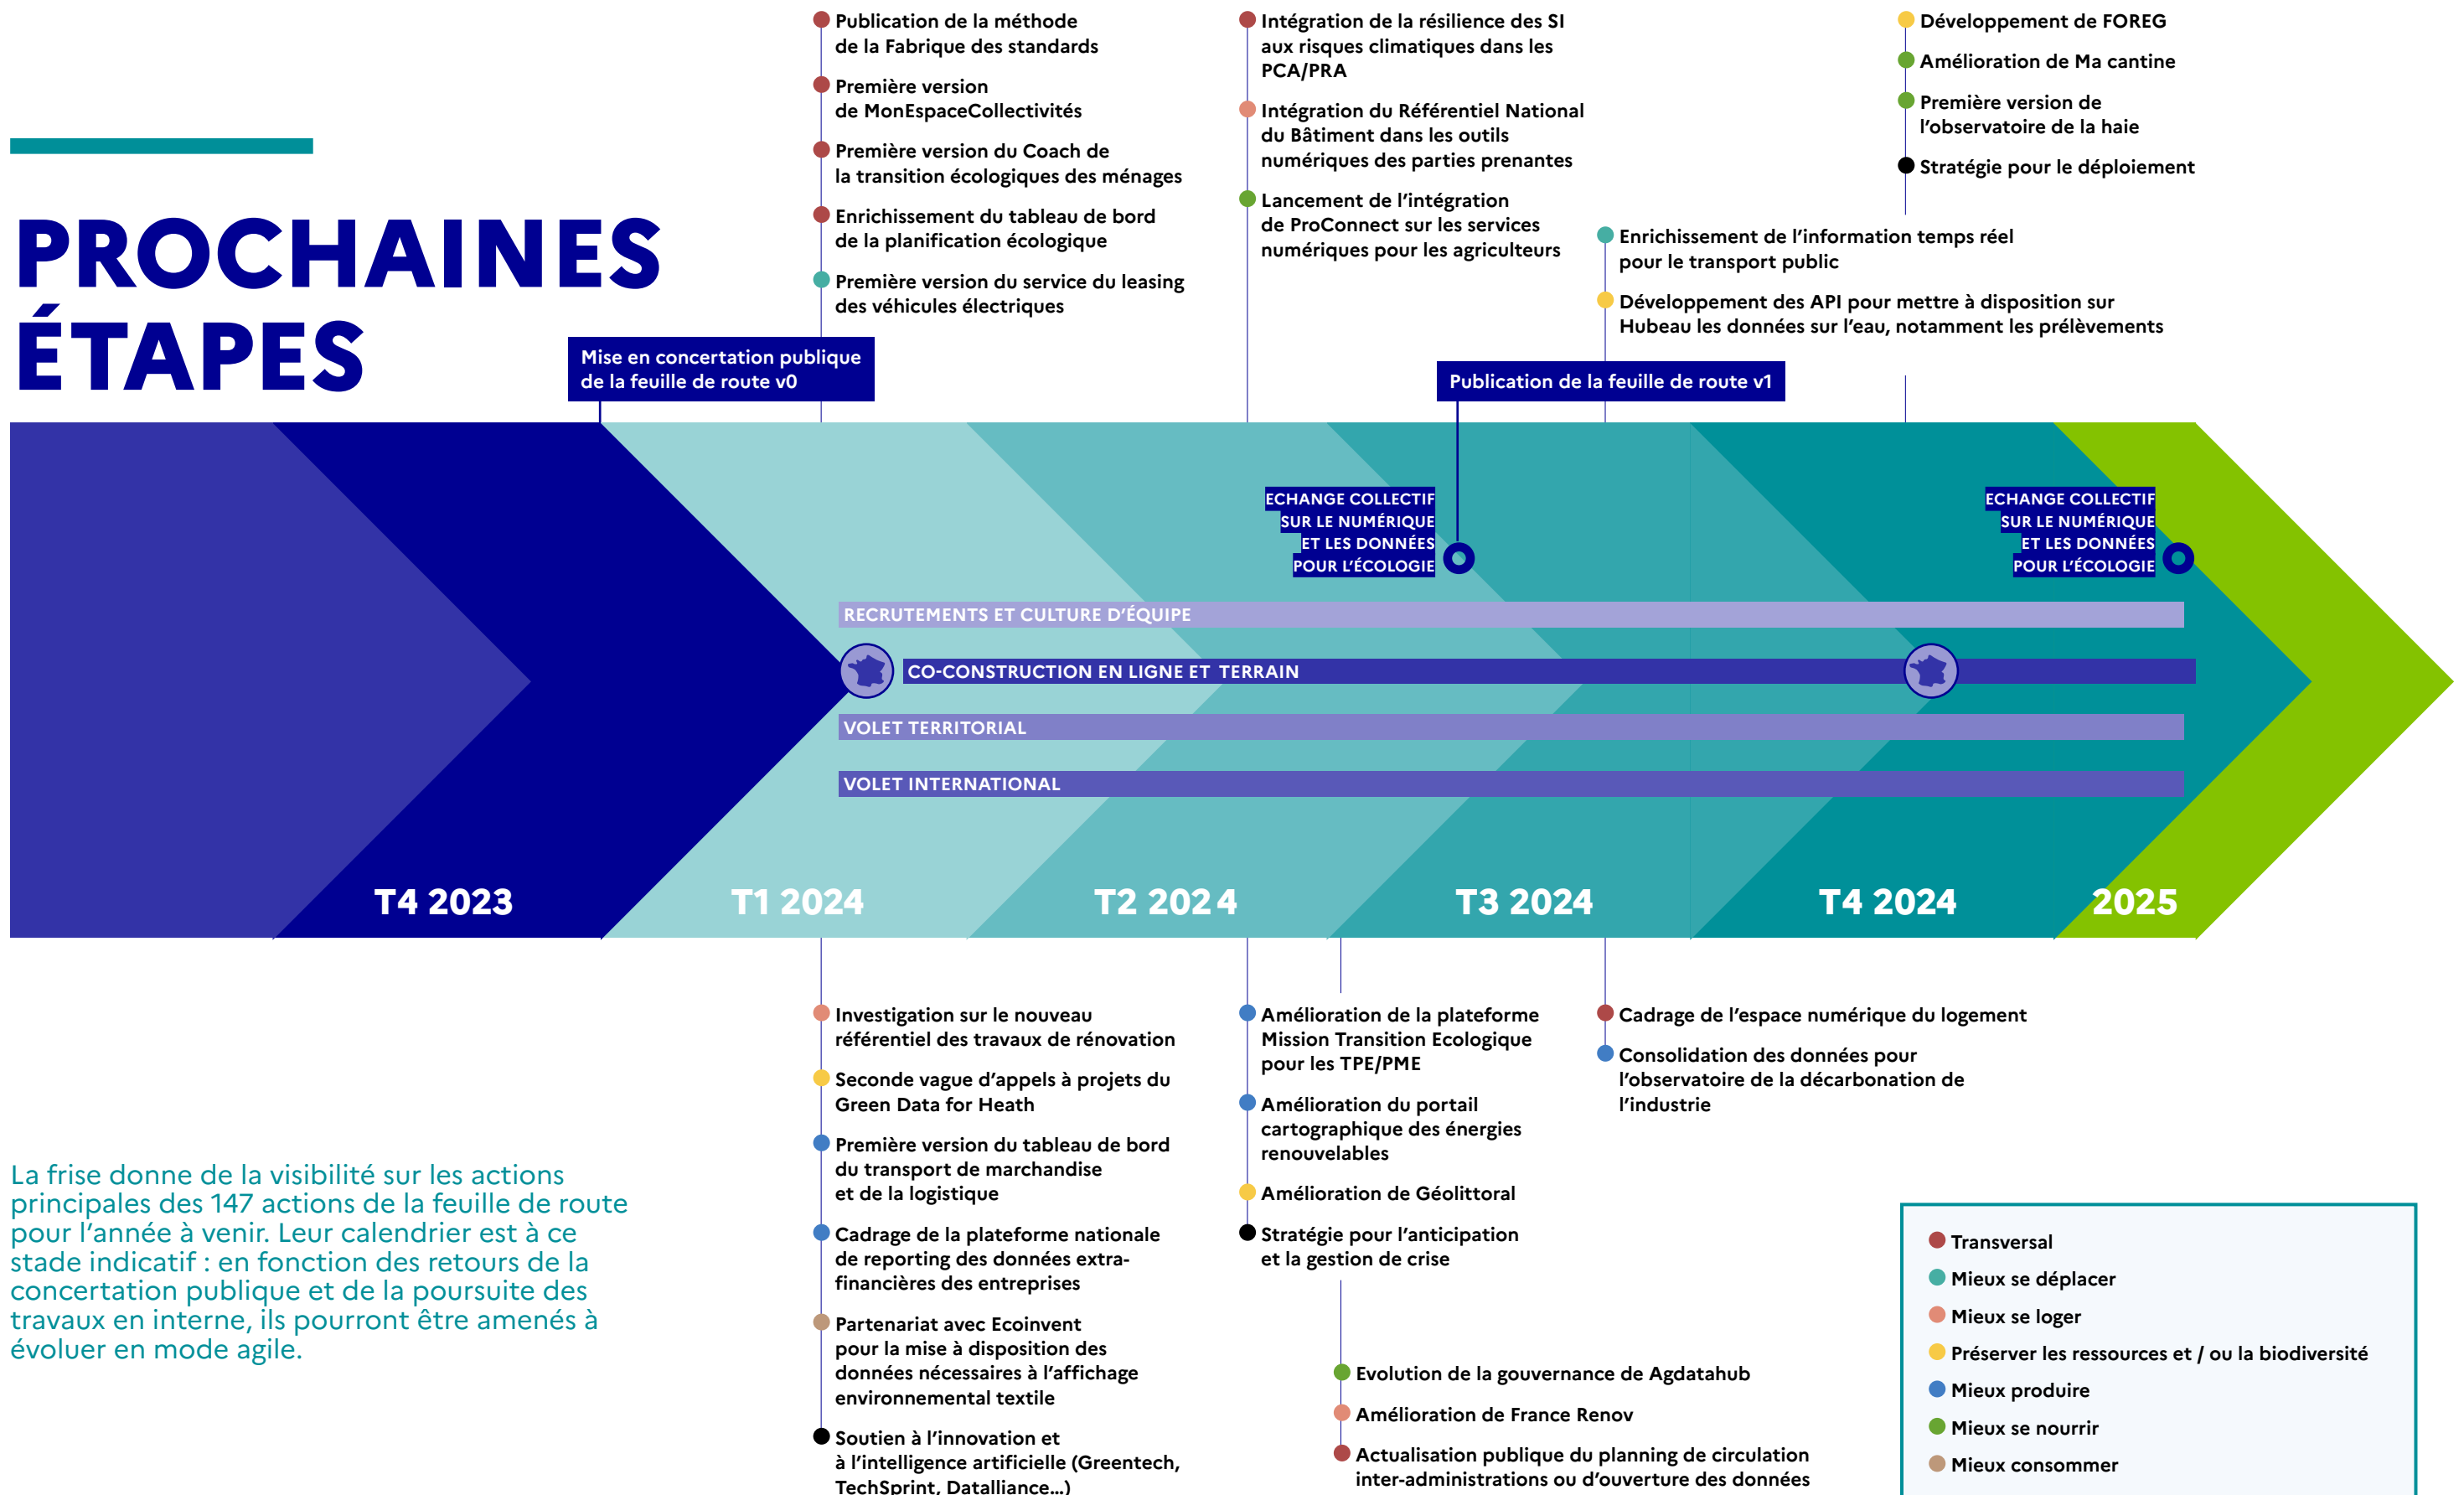 PROCHAINES
ÉTAPES
Publication de la méthode
de la Fabrique des standards
Première version
de MonEspaceCollectivités
Première version du Coach de
la transition écologiques des ménages
Enrichissement du tableau de bord
de la planification écologique
Première version du service du leasing
des véhicules électriques
Intégration de la résilience des SI
aux risques climatiques dans les
PCA/PRA
Intégration du Référentiel National
du Bâtiment dans les outils
numériques des parties prenantes
Lancement de l'intégration
de ProConnect sur les services
numériques pour les agriculteurs
Développement de FOREG
Amélioration de Ma cantine
Première version de
l'observatoire de la haie
Stratégie pour le déploiement
Enrichissement de l'information temps réel
pour le transport public
Développement des API pour mettre à disposition sur
Hubeau les données sur l'eau, notamment les prélèvements
Mise en concertation publique
de la feuille de route v0
Publication de la feuille de route v1
ECHANGE COLLECTIF
SUR LE NUMÉRIQUE
ET LES DONNÉES
POUR L'ÉCOLOGIE
ECHANGE COLLECTIF
SUR LE NUMÉRIQUE
ET LES DONNÉES
POUR L'ÉCOLOGIE
RECRUTEMENTS ET CULTURE D'ÉQUIPE
CO-CONSTRUCTION EN LIGNE ET TERRAIN
VOLET TERRITORIAL
VOLET INTERNATIONAL
T4 2023
T1 2024
T2 2024
T3 2024
T4 2024
2025
Investigation sur le nouveau
référentiel des travaux de rénovation
Seconde vague d'appels à projets du
Green Data for Heath
Première version du tableau de bord
du transport de marchandise
et de la logistique
Cadrage de la plateforme nationale
de reporting des données extra-
financières des entreprises
Partenariat avec Ecoinvent
pour la mise à disposition des
données nécessaires à l'affichage
environnemental textile
Soutien à l'innovation et
à l'intelligence artificielle (Greentech,
TechSprint, Datalliance...)
Amélioration de la plateforme
Mission Transition Ecologique
pour les TPE/PME
Amélioration du portail
cartographique des énergies
renouvelables
Amélioration de Géolittoral
Stratégie pour l'anticipation
et la gestion de crise
Evolution de la gouvernance de Agdatahub
Amélioration de France Renov
Actualisation publique du planning de circulation
inter-administrations ou d'ouverture des données
Cadrage de l'espace numérique du logement
Consolidation des données pour
l'observatoire de la décarbonation de
l'industrie
La frise donne de la visibilité sur les actions
principales des 147 actions de la feuille de route
pour l'année à venir. Leur calendrier est à ce
stade indicatif : en fonction des retours de la
concertation publique et de la poursuite des
travaux en interne, ils pourront être amenés à
évoluer en mode agile.
Transversal
Mieux se déplacer
Mieux se loger
Préserver les ressources et / ou la biodiversité
Mieux produire
Mieux se nourrir
Mieux consommer